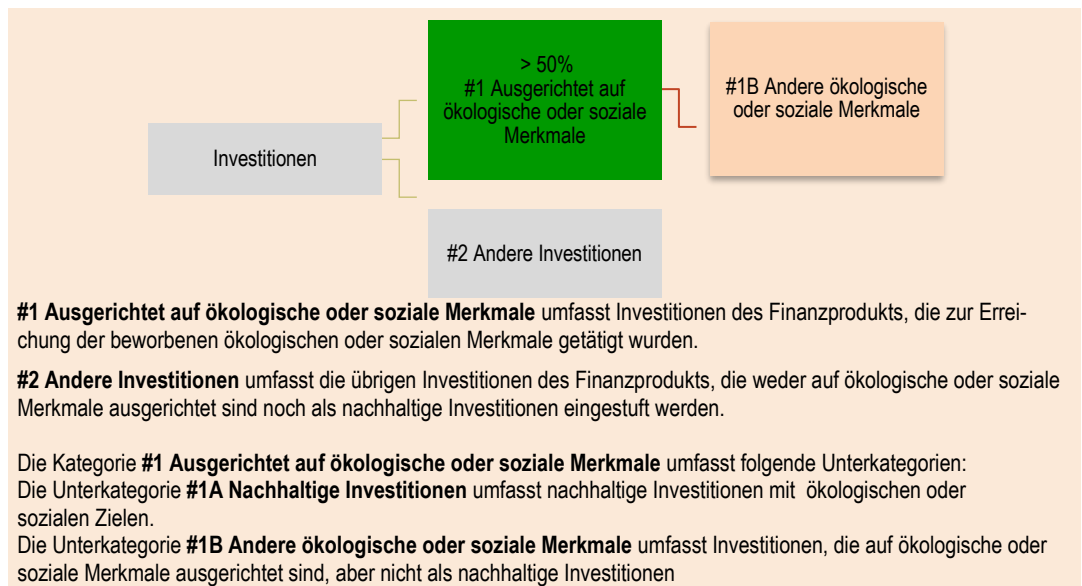 > 50%
#1 Ausgerichtet auf
ökologische oder soziale
Merkmale
#1B Andere ökologische
oder soziale Merkmale
Investitionen
#2 Andere Investitionen
#1 Ausgerichtet auf ökologische oder soziale Merkmale umfasst Investitionen des Finanzprodukts, die zur Errei-
chung der beworbenen ökologischen oder sozialen Merkmale getätigt wurden.
#2 Andere Investitionen umfasst die übrigen Investitionen des Finanzprodukts, die weder auf ökologische oder soziale
Merkmale ausgerichtet sind noch als nachhaltige Investitionen eingestuft werden.
Die Kategorie #1 Ausgerichtet auf ökologische oder soziale Merkmale umfasst folgende Unterkategorien:
Die Unterkategorie #1A Nachhaltige Investitionen umfasst nachhaltige Investitionen mit ökologischen oder
sozialen Zielen.
Die Unterkategorie #1B Andere ökologische oder soziale Merkmale umfasst Investitionen, die auf ökologische oder
soziale Merkmale ausgerichtet sind, aber nicht als nachhaltige Investitionen